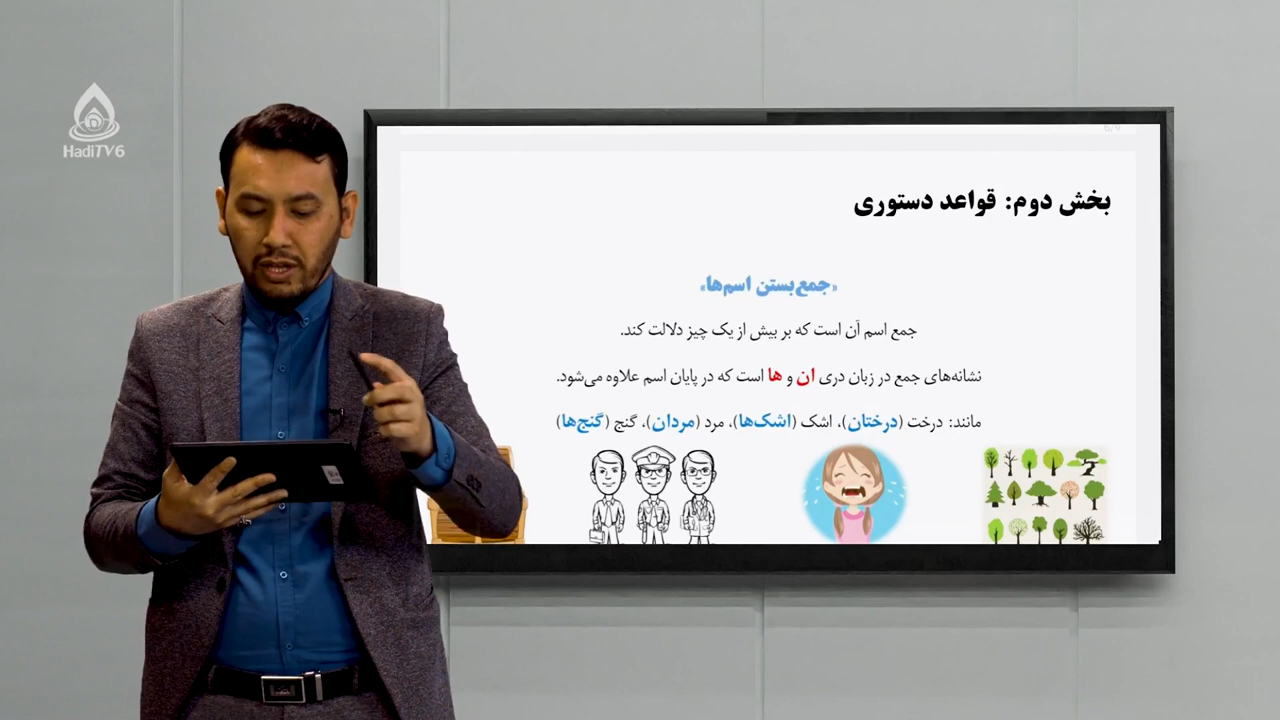 HadiTV6
6/9
بخش دوم: قواعد دستوری
«جمع‌بستن اسم‌ها»
جمع اسم آن است که بر بیش از یک چیز دلالت کند.
نشانه‌های جمع در زبان دری ان و ها است که در پایان اسم علاوه می‌شود.
مانند: درخت (درختان)، اشک (اشک‌ها)، مرد (مردان)، گنج (گنج‌ها)